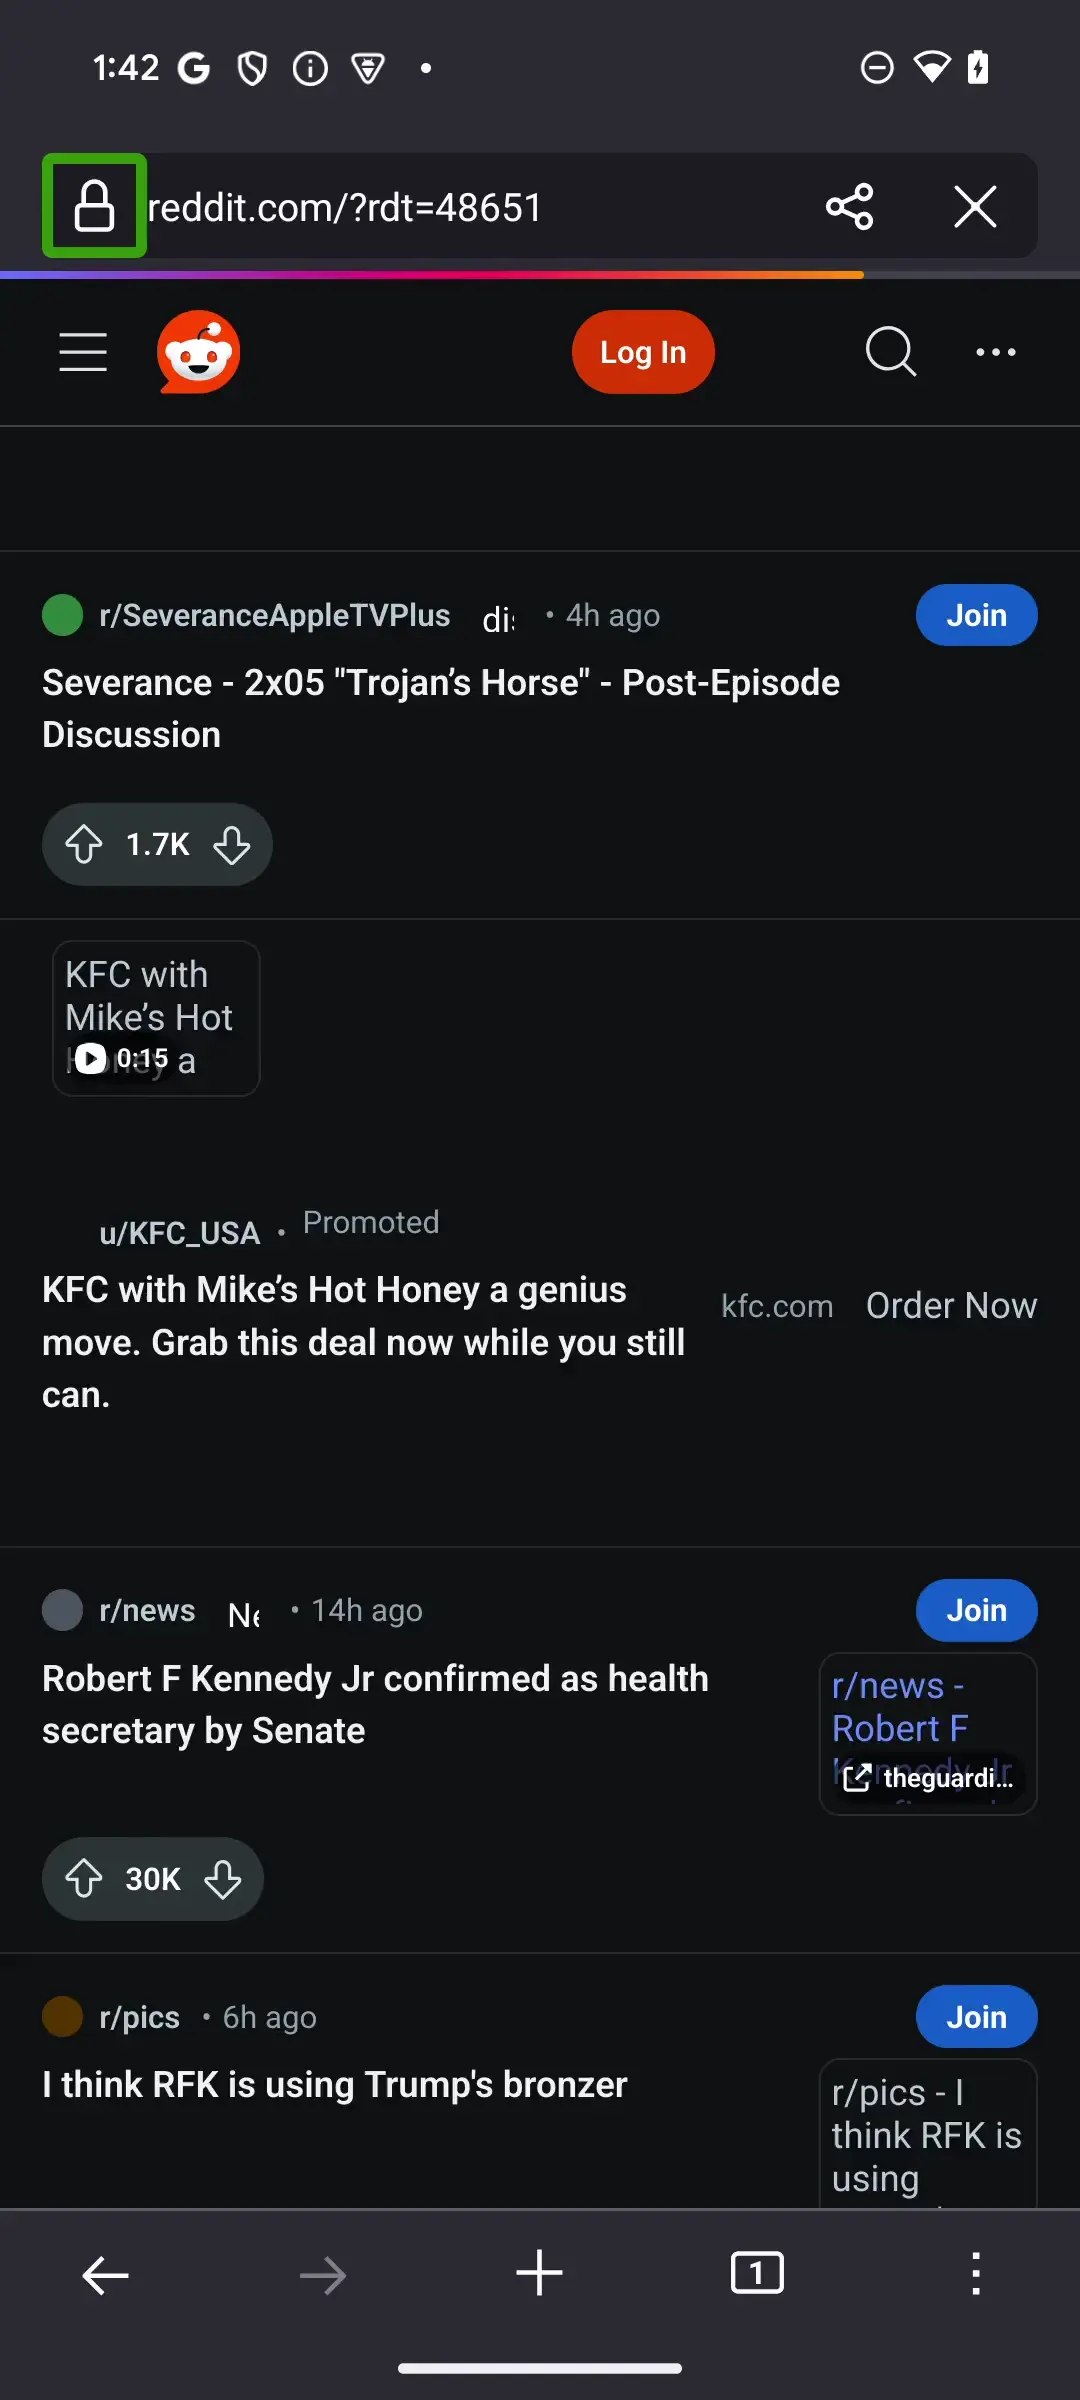 1:42
reddit.com/?rdt=48651
Log In
r/SeveranceAppleTVPlus • 4h ago
Join
Severance - 2x05 "Trojan’s Horse" - Post-Episode
Discussion
1.7K
KFC with
Mike’s Hot
Honey a
0:15
u/KFC_USA • Promoted
KFC with Mike’s Hot Honey a genius
move. Grab this deal now while you still
can.
kfc.com Order Now
r/news Ne • 14h ago
Join
Robert F Kennedy Jr confirmed as health
secretary by Senate
r/news -
Robert F
Kennedy Jr
theguardi...
30K
r/pics • 6h ago
Join
I think RFK is using Trump's bronzer
r/pics - I
think RFK is
using
1